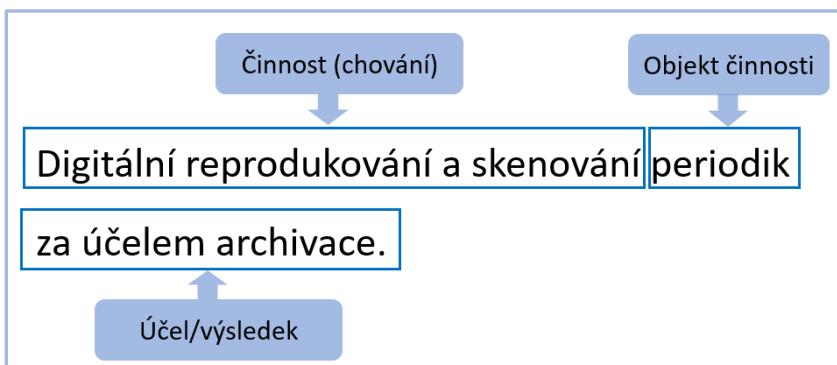 Činnost (chování)
Objekt činnosti
Digitální reprodukování a skenování periodik
za účelem archivace.
Účel/výsledek